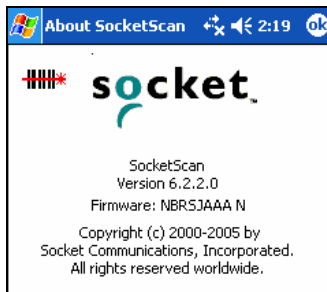 About SocketScan 2:19 ok
socket
SocketScan
Version 6.2.2.0
Firmware: NBRSJAAA N
Copyright (c) 2000-2005 by
Socket Communications, Incorporated.
All rights reserved worldwide.